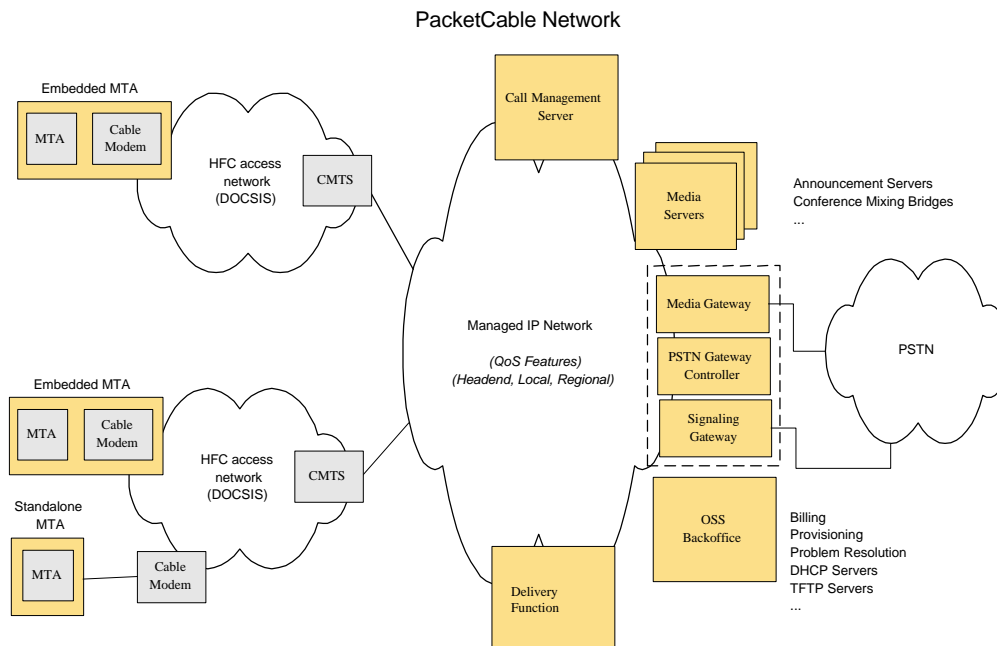 PacketCable Network
Embedded MTA
MTA
Cable
Modem
HFC access
network
(DOCSIS)
CMTS
Call Management
Server
Media
Servers
Announcement Servers
Conference Mixing Bridges
...
Managed IP Network
(QoS Features)
(Headend, Local, Regional)
Media Gateway
PSTN Gateway
Controller
Signaling
Gateway
PSTN
Embedded MTA
MTA
Cable
Modem
HFC access
network
(DOCSIS)
CMTS
Standalone
MTA
MTA
Cable
Modem
Delivery
Function
OSS
Backoffice
Billing
Provisioning
Problem Resolution
DHCP Servers
TFTP Servers
...